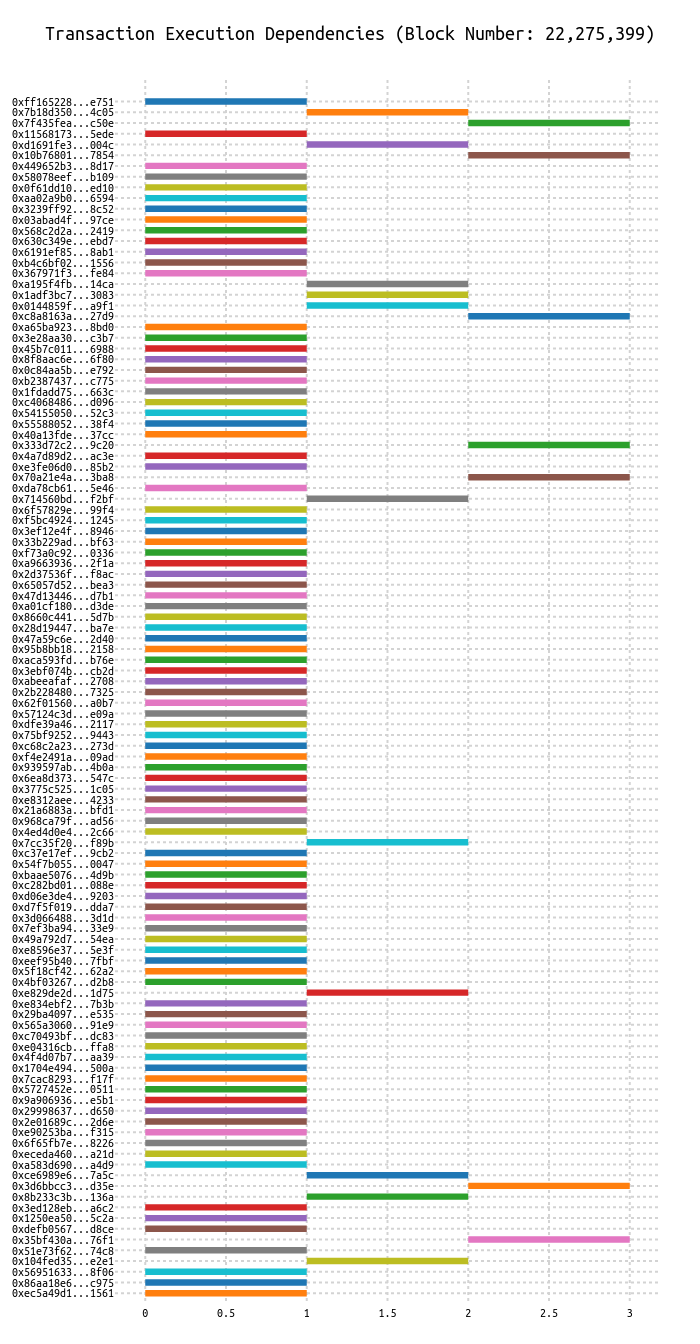 Transaction Execution Dependencies (Block Number: 22,275,399)
0xff165228...e751
0x7b18d350...4c05
0x7f435fea...c50e
0x11568173...5ede
0xd1691fe3...004c
0x10b76801...7854
0x449652b3...8d17
0x58078eef...b109
0x0f61dd10...ed10
0xaa02a9b0...6594
0x3239ff92...8c52
0x03abad4f...97ce
0x568c2d2a...2419
0x630c349e...ebd7
0x6191ef85...8ab1
0xb4c6bf02...1556
0x367971f3...fe84
0xa195f4fb...14ca
0x1adf3bc7...3083
0x0144859f...a9f1
0xc8a8163a...27d9
0xa65ba923...8bd0
0x3e28aa30...c3b7
0x45b7c011...6988
0x8f8aac6e...6f80
0x0c84aa5b...e792
0xb2387437...c775
0x1fdadd75...663c
0xc4068486...d096
0x54155050...52c3
0x55588052...38f4
0x40a13fde...37cc
0x333d72c2...9c20
0x4a7d89d2...ac3e
0xe3fe06d0...85b2
0x70a21e4a...3ba8
0xda78cb61...5e46
0x714560bd...f2bf
0x6f57829e...99f4
0xf5bc4924...1245
0x3ef12e4f...8946
0x33b229ad...bf63
0xf73a0c92...0336
0xa9663936...2f1a
0x2d37536f...f8ac
0x65057d52...bea3
0x47d13446...d7b1
0xa01cf180...d3de
0x8660c441...5d7b
0x28d19447...ba7e
0x47a59c6e...2d40
0x95b8bb18...2158
0xaca593fd...b76e
0x3ebf074b...cb2d
0xabeeafaf...2708
0x2b228480...7325
0x62f01560...a0b7
0x57124c3d...e09a
0xdfe39a46...2117
0x75bf9252...9443
0xc68c2a23...273d
0xf4e2491a...09ad
0x939597ab...4b0a
0x6ea8d373...547c
0x3775c525...1c05
0xe8312aee...4233
0x21a6883a...bfd1
0x968ca79f...ad56
0x4ed4d0e4...2c66
0x7cc35f20...f89b
0xc37e17ef...9cb2
0x54f7b055...0047
0xbaae5076...4d9b
0xc282bd01...088e
0xd06e3de4...9203
0xd7f5f019...dda7
0x3d066488...3d1d
0x7ef3ba94...33e9
0x49a792d7...54ea
0xe8596e37...5e3f
0xeef95b40...7fbf
0x5f18cf42...62a2
0x4bf03267...d2b8
0xe829de2d...1d75
0xe834ebf2...7b3b
0x29ba4097...e535
0x565a3060...91e9
0xc70493bf...dc83
0xe04316cb...ffa8
0x4f4d07b7...aa39
0x1704e494...500a
0x7cac8293...f17f
0x5727452e...0511
0x9a906936...e5b1
0x29998637...d650
0x2e01689c...2d6e
0xe90253ba...f315
0x6f65fb7e...8226
0xeceda460...a21d
0xa583d690...a4d9
0xce6989e6...7a5c
0x3d6bbcc3...d35e
0x8b233c3b...136a
0x3ed128eb...a6c2
0x1250ea50...5c2a
0xdefb0567...d8ce
0x35bf430a...76f1
0x51e73f62...74c8
0x104fed35...e2e1
0x56951633...8f06
0x86aa18e6...c975
0xec5a49d1...1561
0 0.5 1 1.5 2 2.5 3